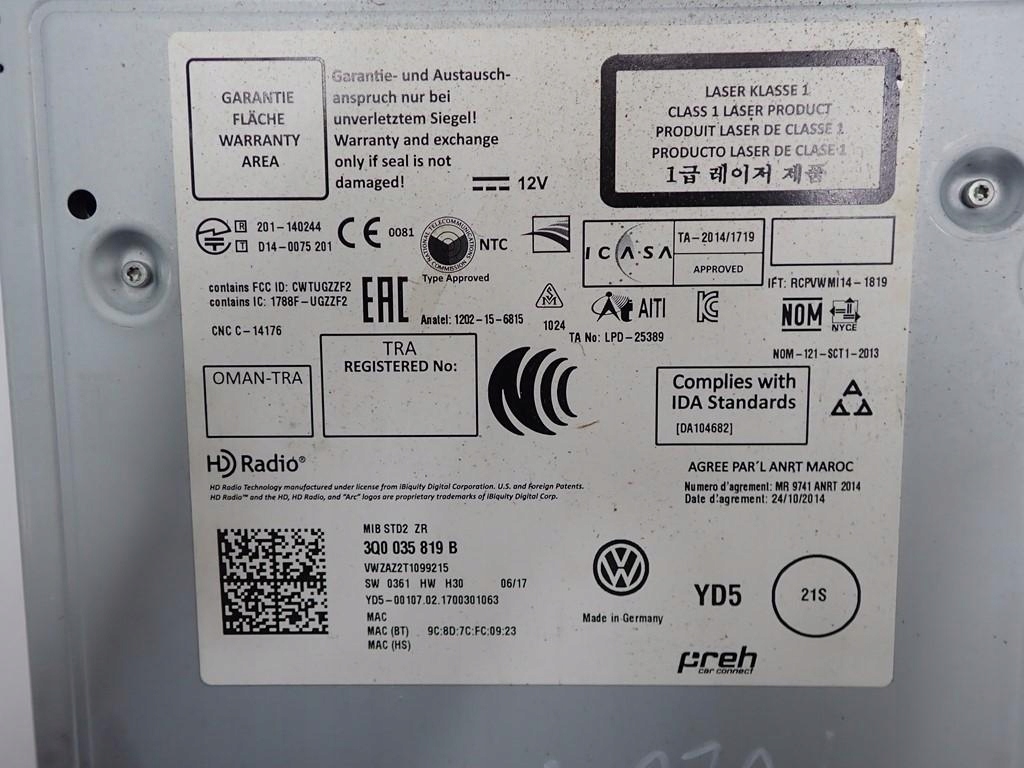 GARANTIE
FLÄCHE
WARRANTY
AREA
Garantie- und Austausch-
anspruch nur bei
unverletztem Siegel!
Warranty and exchange
only if seal is not
damaged!
12V
LASER KLASSE 1
CLASS 1 LASER PRODUCT
PRODUIT LASER DE CLASSE 1
PRODUCTO LASER DE CLASE 1
1급 레이저 제품
R 201-140244
T D14-0075 201
CE 0081
NATIONAL TELECOMMUNICATIONS COMMISSION
NTC
Type Approved
ICASA
TA-2014/1719
APPROVED
IFT: RCPVWMI14-1819
contains FCC ID: CWTUGZZF2
contains IC: 1788F-UGZZF2
EAC
Anatel: 1202-15-6815
1024
AITI
TA No: LPD-25389
NOM
NYCE
NOM-121-SCT1-2013
CNC C-14176
OMAN-TRA
TRA
REGISTERED No:
Complies with
IDA Standards
[DA104682]
HD Radio®
HD Radio Technology manufactured under license from iBiquity Digital Corporation. U.S. and foreign Patents.
HD Radio™ and the HD, HD Radio, and "Arc" logos are proprietary trademarks of iBiquity Digital Corp.
AGREE PAR´L ANRT MAROC
Numero d'agrement: MR 9741 ANRT 2014
Date d'agrement: 24/10/2014
MIB STD2 ZR
3Q0 035 819 B
VWZAZ2T1099215
SW 0361 HW H30 06/17
YD5-00107.02.1700301063
MAC
MAC (BT) 9C:8D:7C:FC:09:23
MAC (HS)
Made in Germany
YD5
21S
preh
car connect